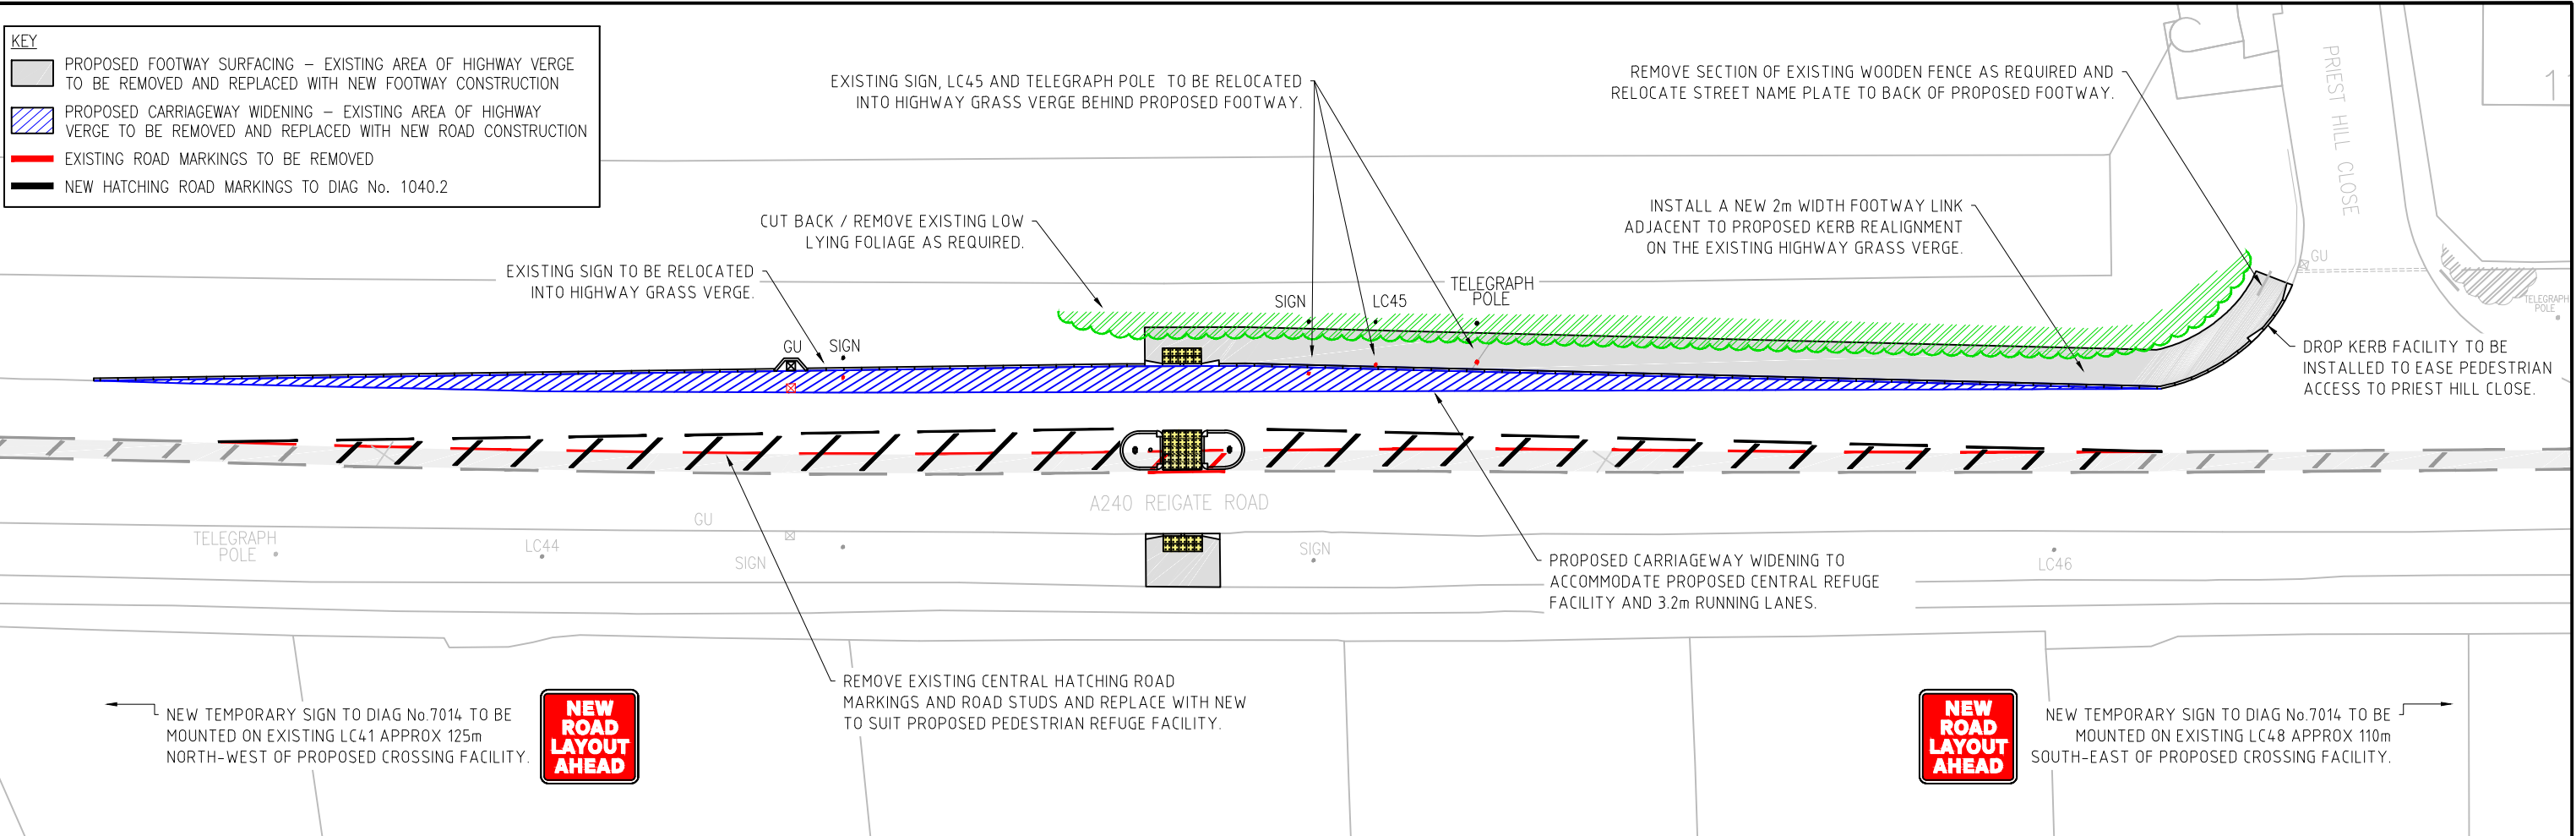 KEY
PROPOSED FOOTWAY SURFACING – EXISTING AREA OF HIGHWAY VERGE
TO BE REMOVED AND REPLACED WITH NEW FOOTWAY CONSTRUCTION
PROPOSED CARRIAGEWAY WIDENING – EXISTING AREA OF HIGHWAY
VERGE TO BE REMOVED AND REPLACED WITH NEW ROAD CONSTRUCTION
EXISTING ROAD MARKINGS TO BE REMOVED
NEW HATCHING ROAD MARKINGS TO DIAG No. 1040.2
EXISTING SIGN, LC45 AND TELEGRAPH POLE TO BE RELOCATED
INTO HIGHWAY GRASS VERGE BEHIND PROPOSED FOOTWAY.
REMOVE SECTION OF EXISTING WOODEN FENCE AS REQUIRED AND
RELOCATE STREET NAME PLATE TO BACK OF PROPOSED FOOTWAY.
PRIEST HILL CLOSE
1
CUT BACK / REMOVE EXISTING LOW
LYING FOLIAGE AS REQUIRED.
INSTALL A NEW 2m WIDTH FOOTWAY LINK
ADJACENT TO PROPOSED KERB REALIGNMENT
ON THE EXISTING HIGHWAY GRASS VERGE.
EXISTING SIGN TO BE RELOCATED
INTO HIGHWAY GRASS VERGE.
GU
SIGN
SIGN
LC45
TELEGRAPH
POLE
GU
TELEGRAPH
POLE
DROP KERB FACILITY TO BE
INSTALLED TO EASE PEDESTRIAN
ACCESS TO PRIEST HILL CLOSE.
A240 REIGATE ROAD
TELEGRAPH
POLE
LC44
GU
SIGN
SIGN
LC46
PROPOSED CARRIAGEWAY WIDENING TO
ACCOMMODATE PROPOSED CENTRAL REFUGE
FACILITY AND 3.2m RUNNING LANES.
REMOVE EXISTING CENTRAL HATCHING ROAD
MARKINGS AND ROAD STUDS AND REPLACE WITH NEW
TO SUIT PROPOSED PEDESTRIAN REFUGE FACILITY.
NEW TEMPORARY SIGN TO DIAG No.7014 TO BE
MOUNTED ON EXISTING LC41 APPROX 125m
NORTH-WEST OF PROPOSED CROSSING FACILITY.
NEW
ROAD
LAYOUT
AHEAD
NEW
ROAD
LAYOUT
AHEAD
NEW TEMPORARY SIGN TO DIAG No.7014 TO BE
MOUNTED ON EXISTING LC48 APPROX 110m
SOUTH-EAST OF PROPOSED CROSSING FACILITY.